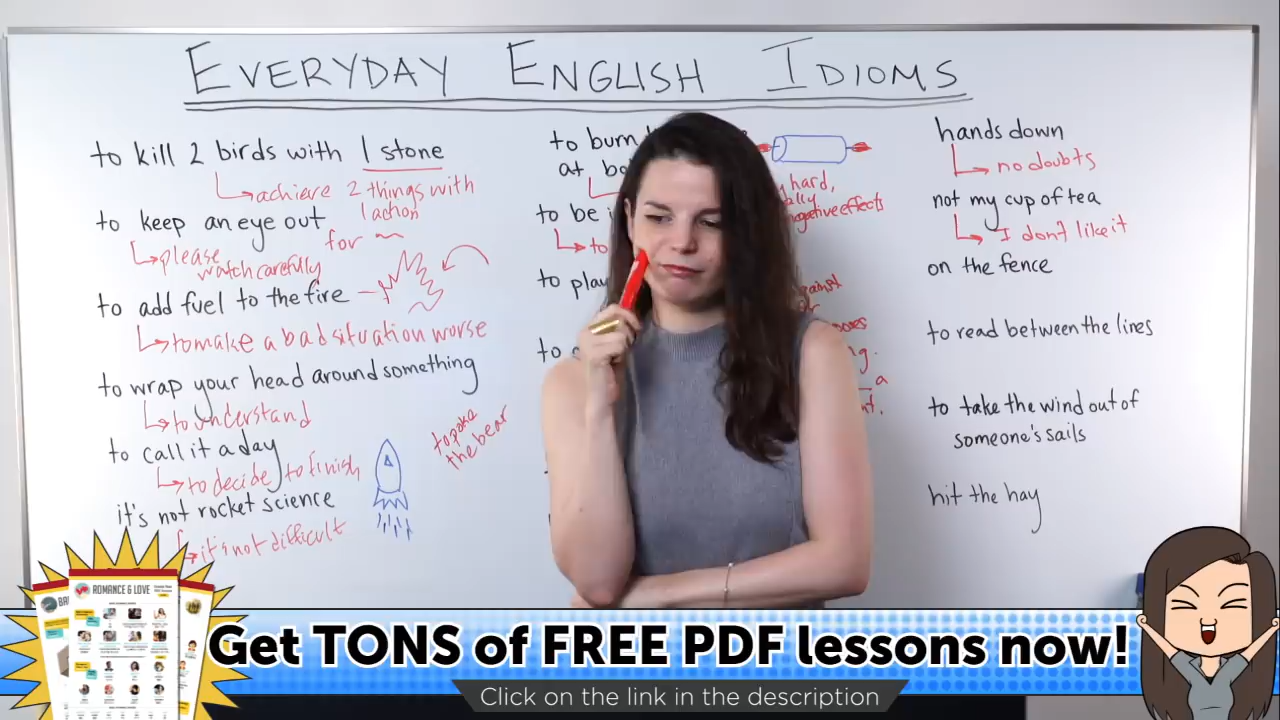 EVERYDAY ENGLISH IDIOMS
to kill 2 birds with 1 stone
achieve 2 things with
1 action
to keep an eye out
for
please
watch carefully
to add fuel to the fire
to make a bad situation worse
to wrap your head around something
to understand
to call it a day
to decide to finish
it's not rocket science
it's not difficult
to poke
the bear
to burn
at
hard,
negative effects
to be
to
to play
to
hands down
no doubts
not my cup of tea
I don't like it
on the fence
to read between the lines
to take the wind out of
someone's sails
hit the hay
ROMANCE & LOVE
Get TONS of FREE PDF lessons now!
Click on the link in the description